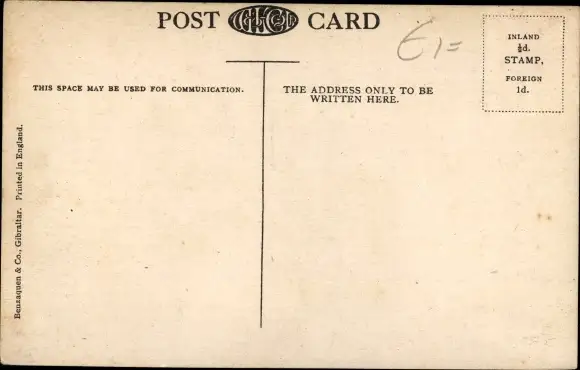 POST CARD
£1=
INLAND
½d.
STAMP,
FOREIGN
1d.
THIS SPACE MAY BE USED FOR COMMUNICATION.
THE ADDRESS ONLY TO BE
WRITTEN HERE.
Benzaquen & Co., Gibraltar. Printed in England.